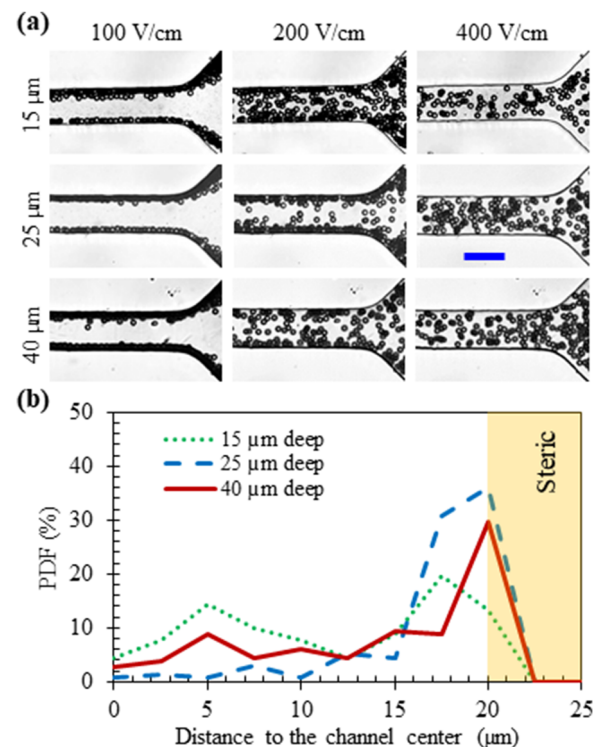 (a)
100 V/cm 200 V/cm 400 V/cm
15 µm
25 µm
40 µm
(b)
50
40
30
20
10
0
PDF (%)
15 µm deep
25 µm deep
40 µm deep
Steric
0 5 10 15 20 25
Distance to the channel center (µm)